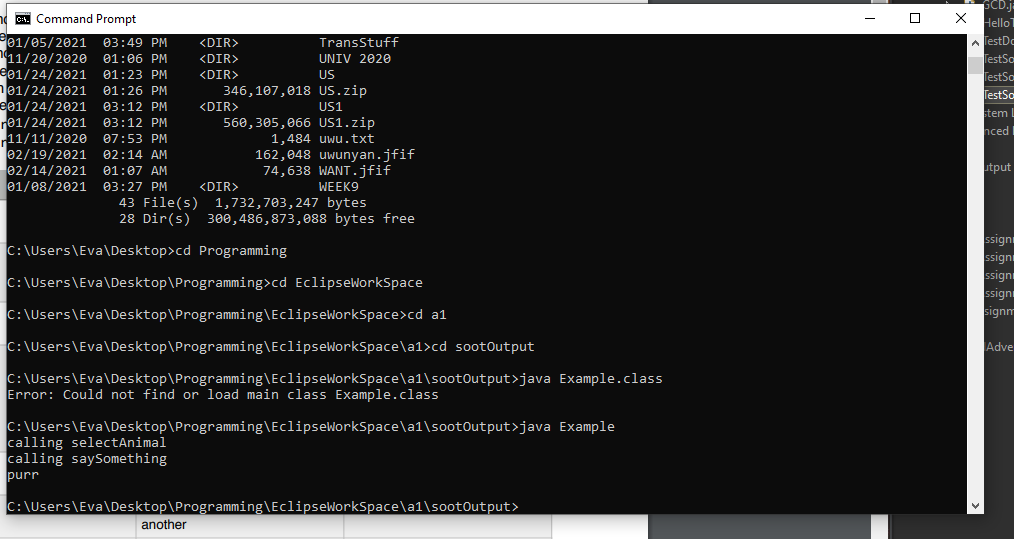 Command Prompt
01/05/2021  03:49 PM    <DIR>          TransStuff
11/20/2020  01:06 PM    <DIR>          UNIV 2020
01/24/2021  01:23 PM    <DIR>          US
01/24/2021  01:26 PM       346,107,018 US.zip
01/24/2021  03:12 PM    <DIR>          US1
01/24/2021  03:12 PM       560,305,066 US1.zip
11/11/2020  07:53 PM             1,484 uwu.txt
02/19/2021  02:14 AM           162,048 uwunyan.jfif
02/14/2021  01:07 AM            74,638 WANT.jfif
01/08/2021  03:27 PM    <DIR>          WEEK9
43 File(s)  1,732,703,247 bytes
28 Dir(s)  300,486,873,088 bytes free
C:\Users\Eva\Desktop>cd Programming
C:\Users\Eva\Desktop\Programming>cd EclipseWorkSpace
C:\Users\Eva\Desktop\Programming\EclipseWorkSpace>cd a1
C:\Users\Eva\Desktop\Programming\EclipseWorkSpace\a1>cd sootOutput
C:\Users\Eva\Desktop\Programming\EclipseWorkSpace\a1\sootOutput>java Example.class
Error: Could not find or load main class Example.class
C:\Users\Eva\Desktop\Programming\EclipseWorkSpace\a1\sootOutput>java Example
calling selectAnimal
calling saySomething
purr
C:\Users\Eva\Desktop\Programming\EclipseWorkSpace\a1\sootOutput>
another
GCD.ja
HelloT
TestDo
TestSo
TestSo
TestSo
stem L
nced
utput
ssignm
ssignm
ssignm
ssignm
signm
Adve